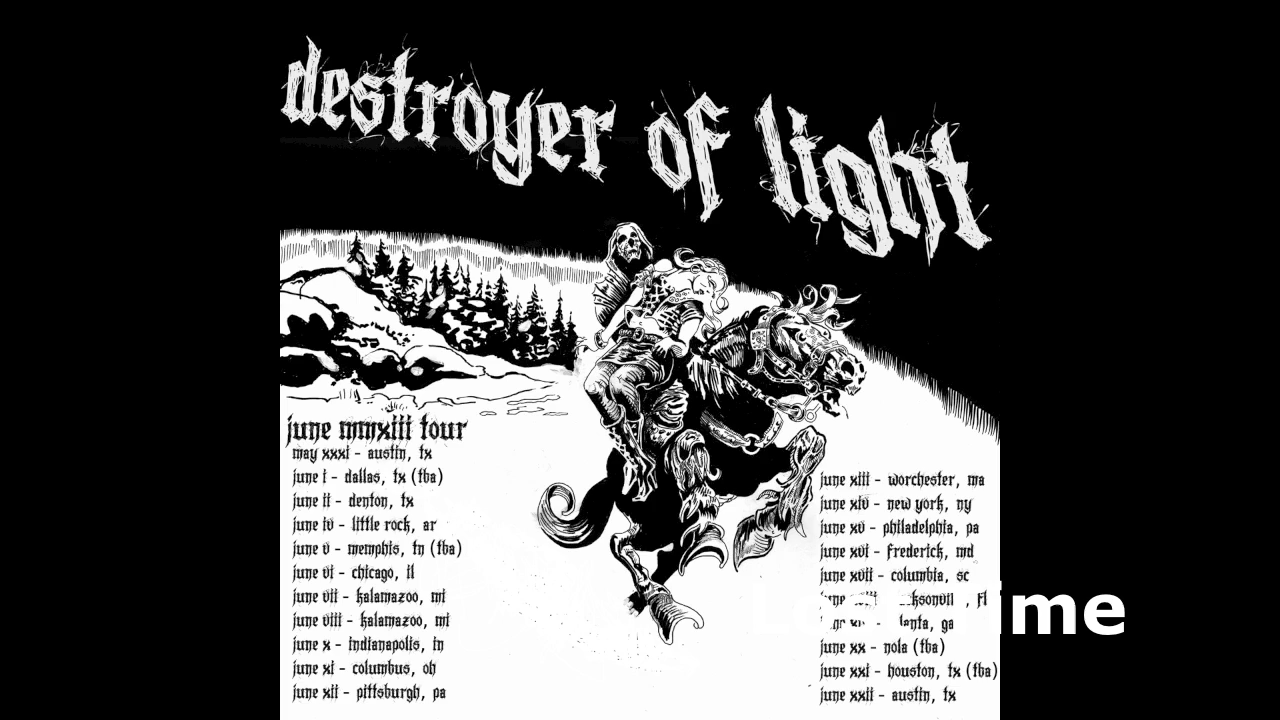 destroyer of light
june mmxiii tour
may xxxi - austin, tx
june i - dallas, tx (tba)
june ii - denton, tx
june iv - little rock, ar
june v - memphis, tn (tba)
june vi - chicago, il
june vii - kalamazoo, mi
june viii - kalamazoo, mi
june x - indianapolis, in
june xi - columbus, oh
june xii - pittsburgh, pa
june xiii - worchester, ma
june xiv - new york, ny
june xv - philadelphia, pa
june xvi - frederick, md
june xvii - columbia, sc
fl
ga
june xx - nola (tba)
june xxi - houston, tx (tba)
june xxii - austin, tx